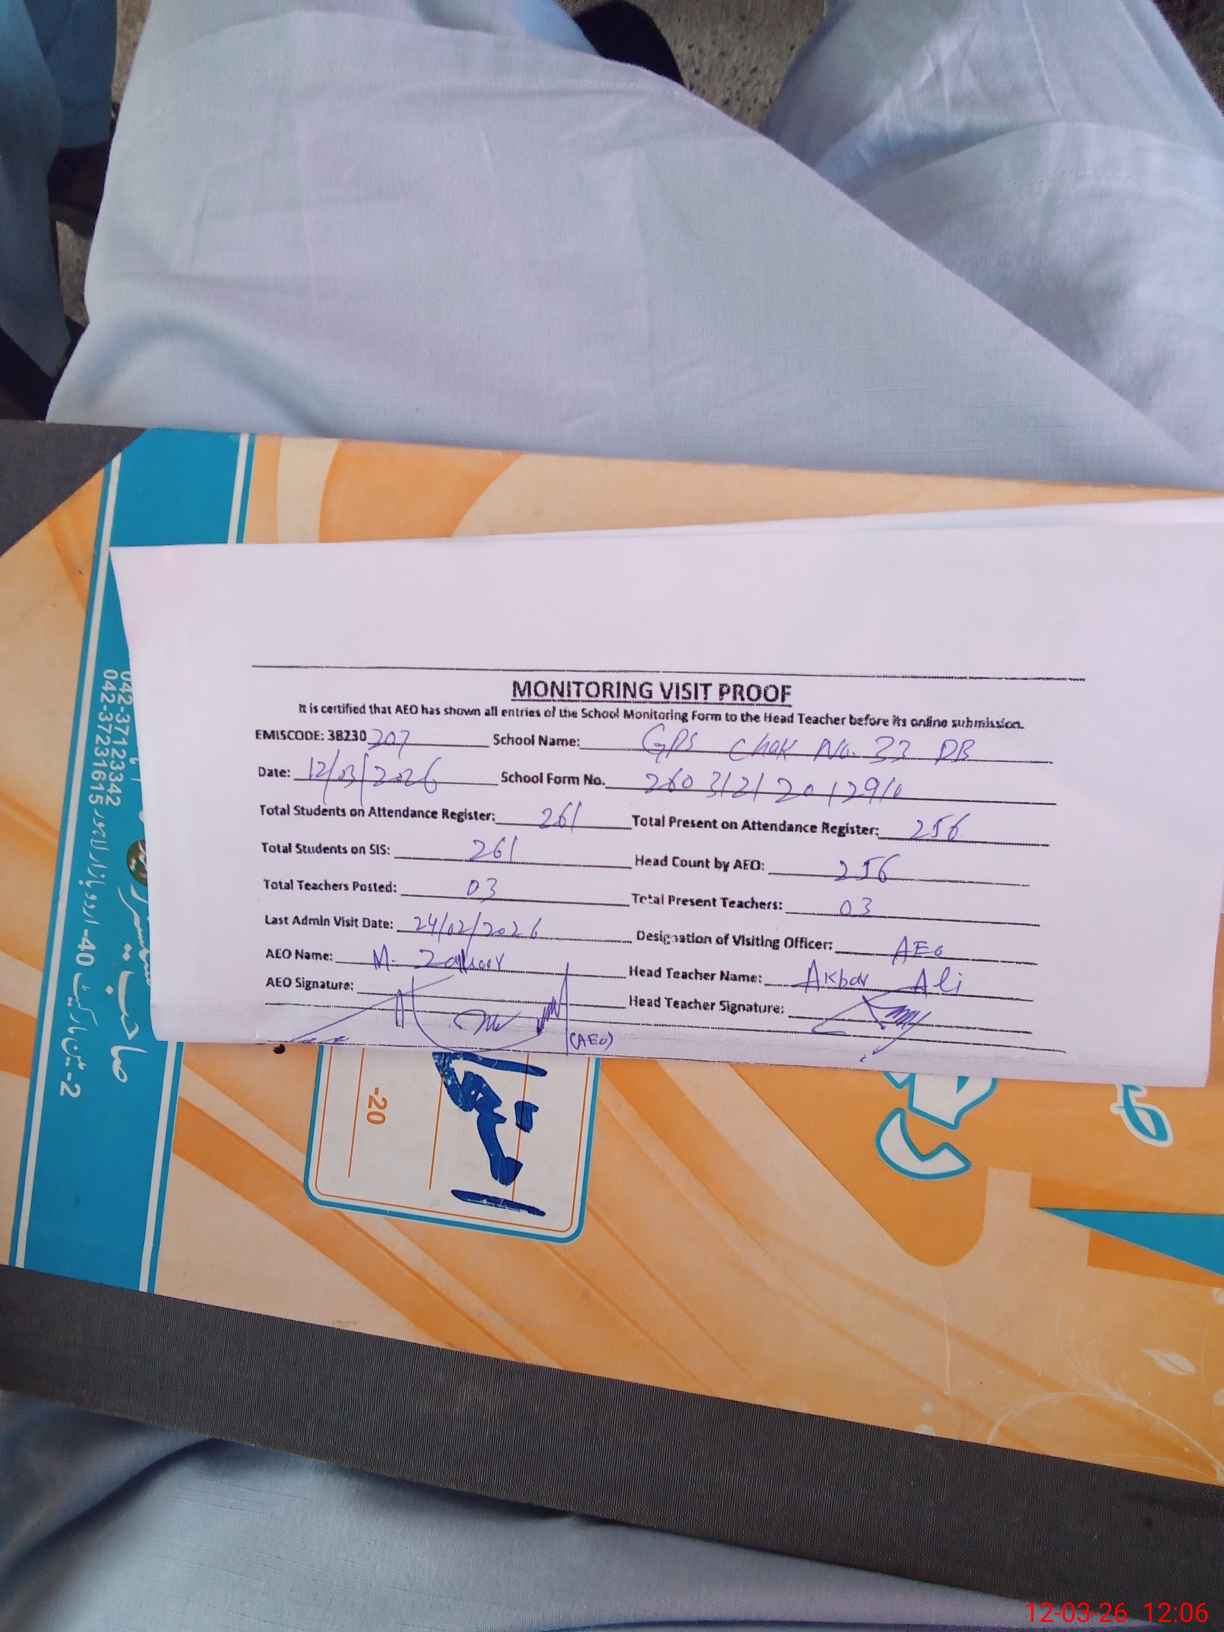 MONITORING VISIT PROOF
It is certified that AEO has shown all entries of the School Monitoring Form to the Head Teacher before its online submission.
EMISCODE: 38230 207 School Name: GPS Chak No. 33 DB
Date: 12/03/2026 School Form No. 260312120129
Total Students on Attendance Register: 261 Total Present on Attendance Register: 256
Total Students on SIS: 261 Head Count by AEO: 256
Total Teachers Posted: 03 Total Present Teachers: 03
Last Admin Visit Date: 24/02/2026 Designation of Visiting Officer: AEO
AEO Name: M. Zahoor Head Teacher Name: Akbar Ali
AEO Signature: Head Teacher Signature:
(AEO)
042-37123342
042-37231615
-20
12-03-26 12:06